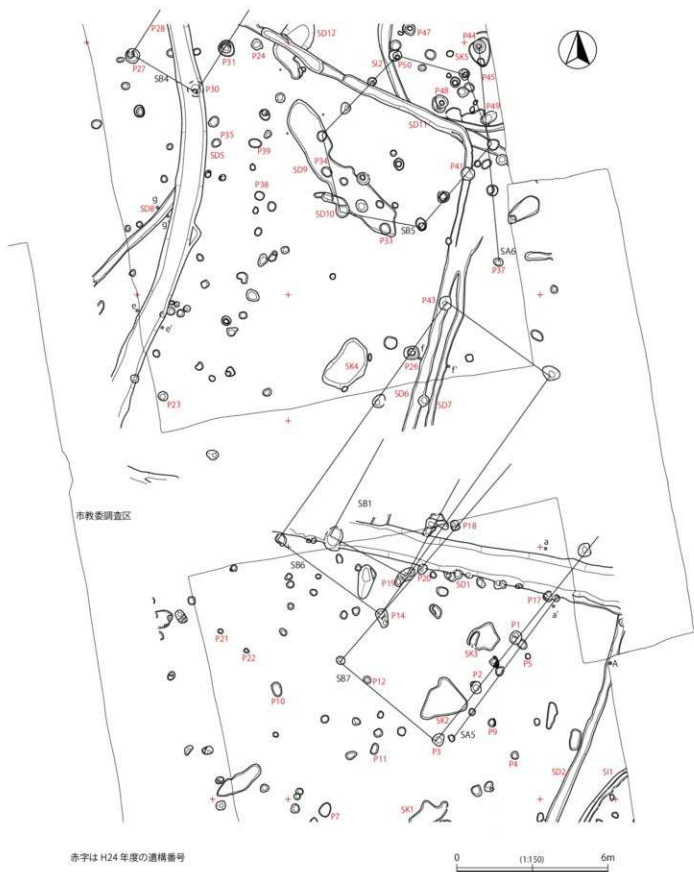 P28
SD12
P47
P44
P27
P31
P24
SI2
P50
SK5
P45
SB4
P30
P48
P49
P35
SD11
P39
SD5
P34
P41
SD9
P38
g
SD8
g'
SD10
P33
SB5
SA6
P37
P43
e
e'
f
P26
f'
SK4
P23
SD6
SD7
市教委調査区
SB1
P18
SB6
a
P19
P20
SD1
P17
a'
P14
P21
P1
SK3
P22
P5
A
SB7
P12
P2
P10
SK2
P9
P3
SA5
P11
P4
SD2
SI1
P7
SK1
赤字は H24 年度の遺構番号
0 (1:150) 6m